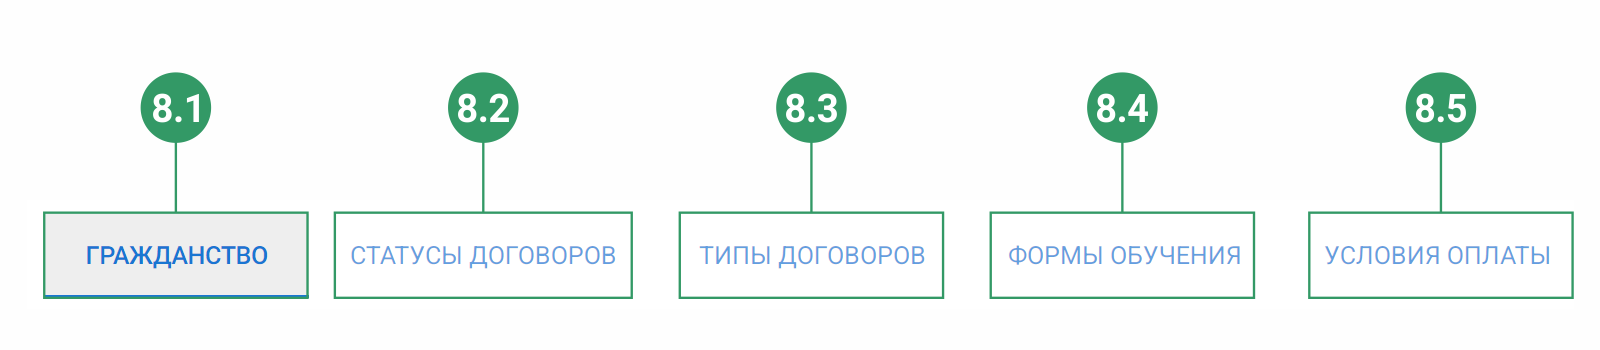 8.1
8.2
8.3
8.4
8.5
ГРАЖДАНСТВО
СТАТУСЫ ДОГОВОРОВ
ТИПЫ ДОГОВОРОВ
ФОРМЫ ОБУЧЕНИЯ
УСЛОВИЯ ОПЛАТЫ